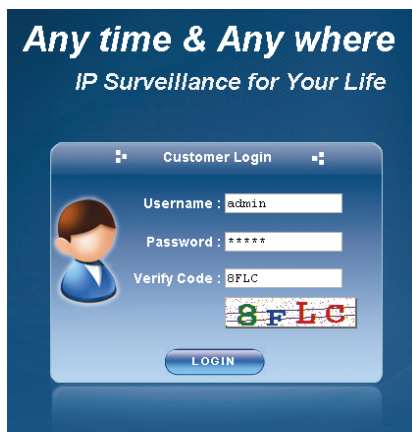 Any time & Any where
IP Surveillance for Your Life
Customer Login
Username : admin
Password : *****
Verify Code : 8FLC
8FLC
LOGIN